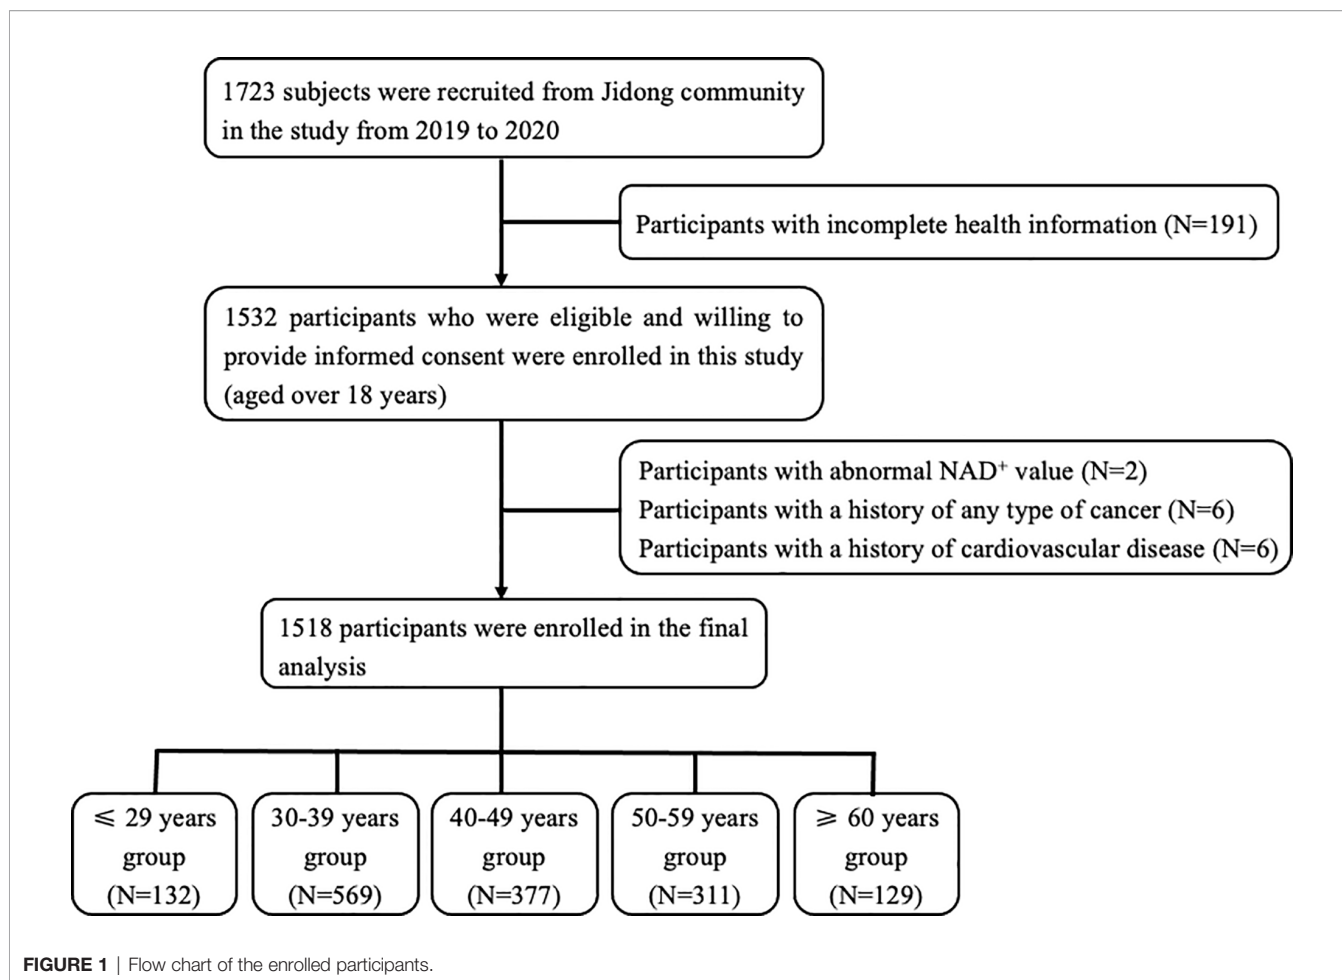 1723 subjects were recruited from Jidong community
in the study from 2019 to 2020
Participants with incomplete health information (N=191)
1532 participants who were eligible and willing to
provide informed consent were enrolled in this study
(aged over 18 years)
Participants with abnormal NAD⁺ value (N=2)
Participants with a history of any type of cancer (N=6)
Participants with a history of cardiovascular disease (N=6)
1518 participants were enrolled in the final
analysis
⩽ 29 years
group
(N=132)
30-39 years
group
(N=569)
40-49 years
group
(N=377)
50-59 years
group
(N=311)
⩾ 60 years
group
(N=129)
FIGURE 1 | Flow chart of the enrolled participants.